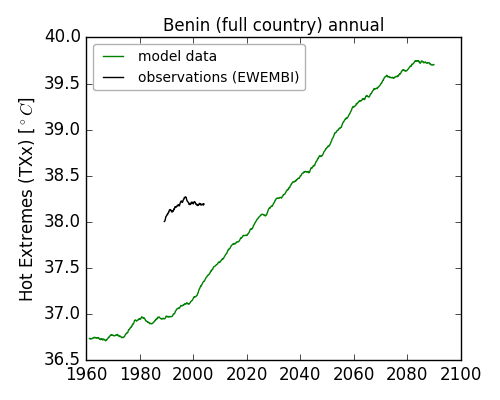 Benin (full country) annual
model data
observations (EWEMBI)
Hot Extremes (TXx) [°C]
40.0
39.5
39.0
38.5
38.0
37.5
37.0
36.5
1960 1980 2000 2020 2040 2060 2080 2100